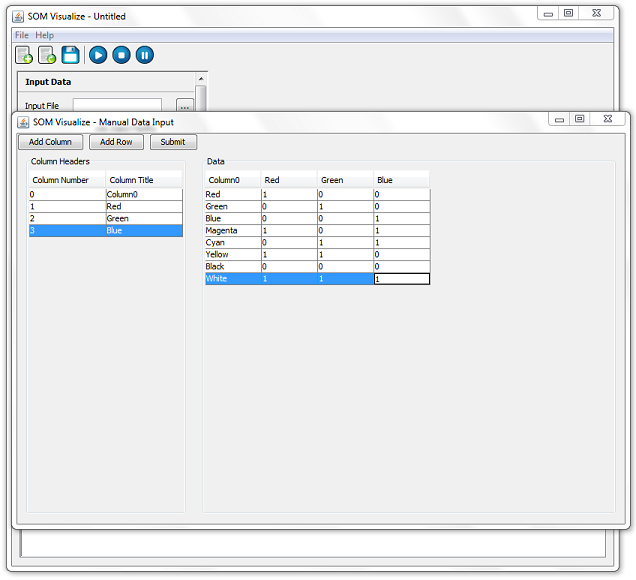 SOM Visualize - Untitled
File Help
Input Data
Input File ...
SOM Visualize - Manual Data Input
Add Column Add Row Submit
Column Headers Data
Column Number Column Title Column0 Red Green Blue
0 Column0 Red 1 0 0
1 Red Green 0 1 0
2 Green Blue 0 0 1
3 Blue Magenta 1 0 1
Cyan 0 1 1
Yellow 1 1 0
Black 0 0 0
White 1 1 1